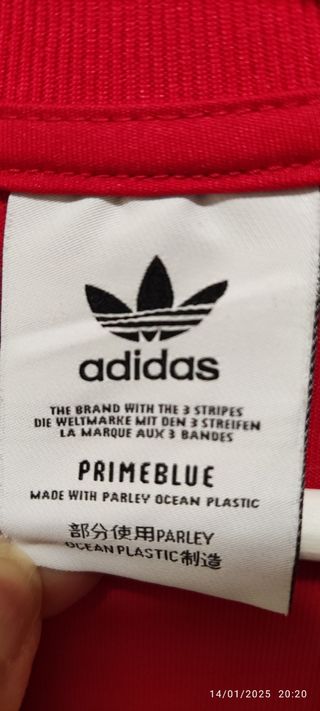 adidas
THE BRAND WITH THE 3 STRIPES
DIE WELTMARKE MIT DEN 3 STREIFEN
LA MARQUE AUX 3 BANDES
PRIMEBLUE
MADE WITH PARLEY OCEAN PLASTIC
部分使用PARLEY
OCEAN PLASTIC制造
14/01/2025 20:20